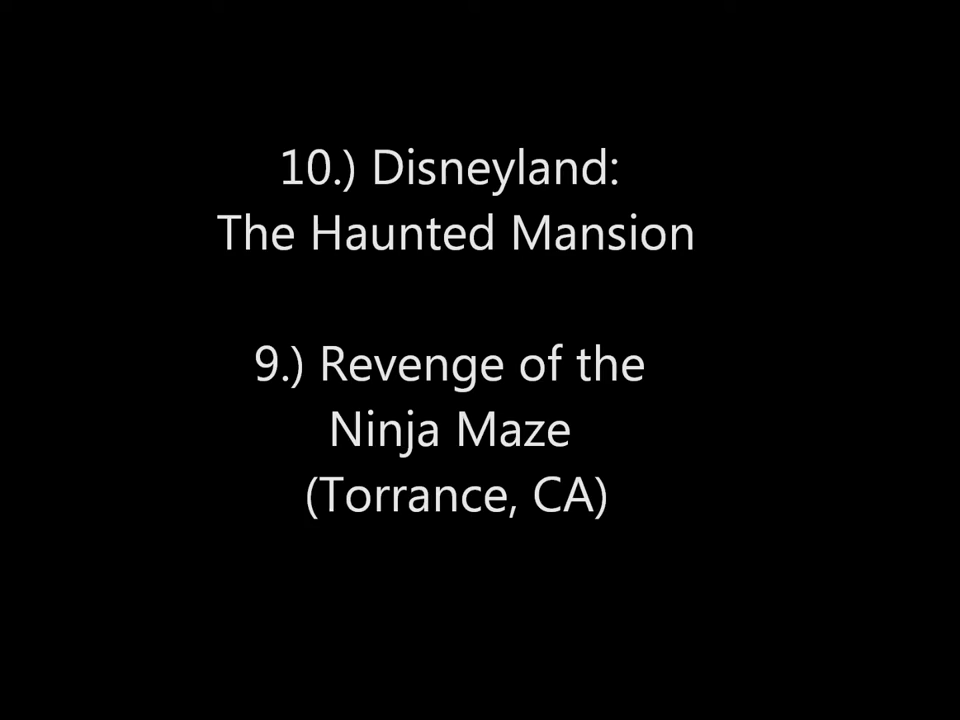 10.) Disneyland:
The Haunted Mansion
9.) Revenge of the
Ninja Maze
(Torrance, CA)